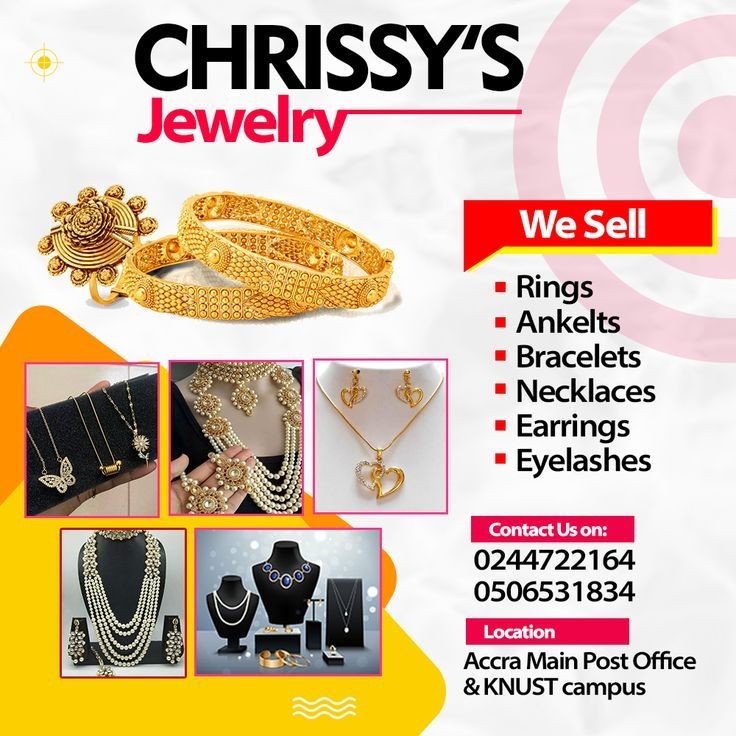 CHRISSY‘S
Jewelry
We Sell
Rings
Ankelts
Bracelets
Necklaces
Earrings
Eyelashes
Contact Us on:
0244722164
0506531834
Location
Accra Main Post Office
& KNUST campus